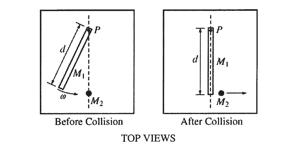 P
d
M₁
ω
M₂
Before Collision
P
d
M₁
M₂
After Collision
TOP VIEWS